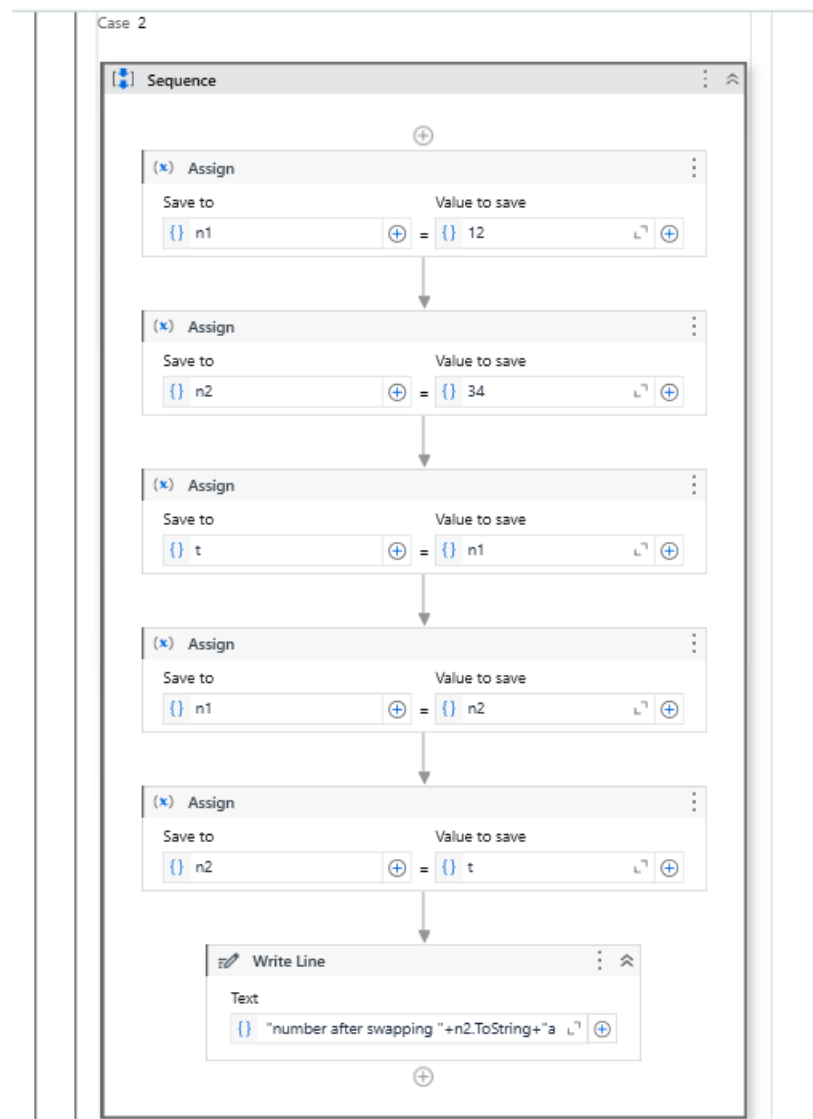 Case 2
Sequence
(x) Assign
Save to Value to save
{} n1 = {} 12
(x) Assign
Save to Value to save
{} n2 = {} 34
(x) Assign
Save to Value to save
{} t = {} n1
(x) Assign
Save to Value to save
{} n1 = {} n2
(x) Assign
Save to Value to save
{} n2 = {} t
Write Line
Text
{} "number after swapping "+n2.ToString+"a